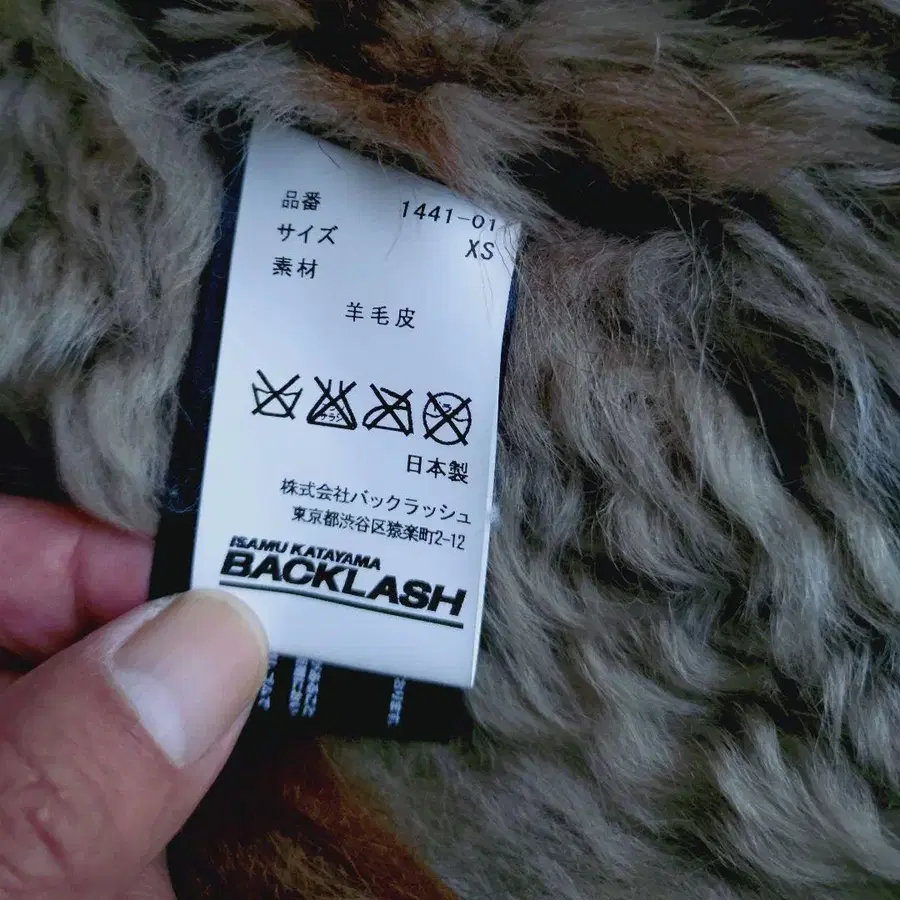 品番 1441-01
サイズ XS
素材
羊毛皮
日本製
株式会社バックラッシュ
東京都渋谷区猿楽町2-12
ISAMU KATAYAMA
BACKLASH